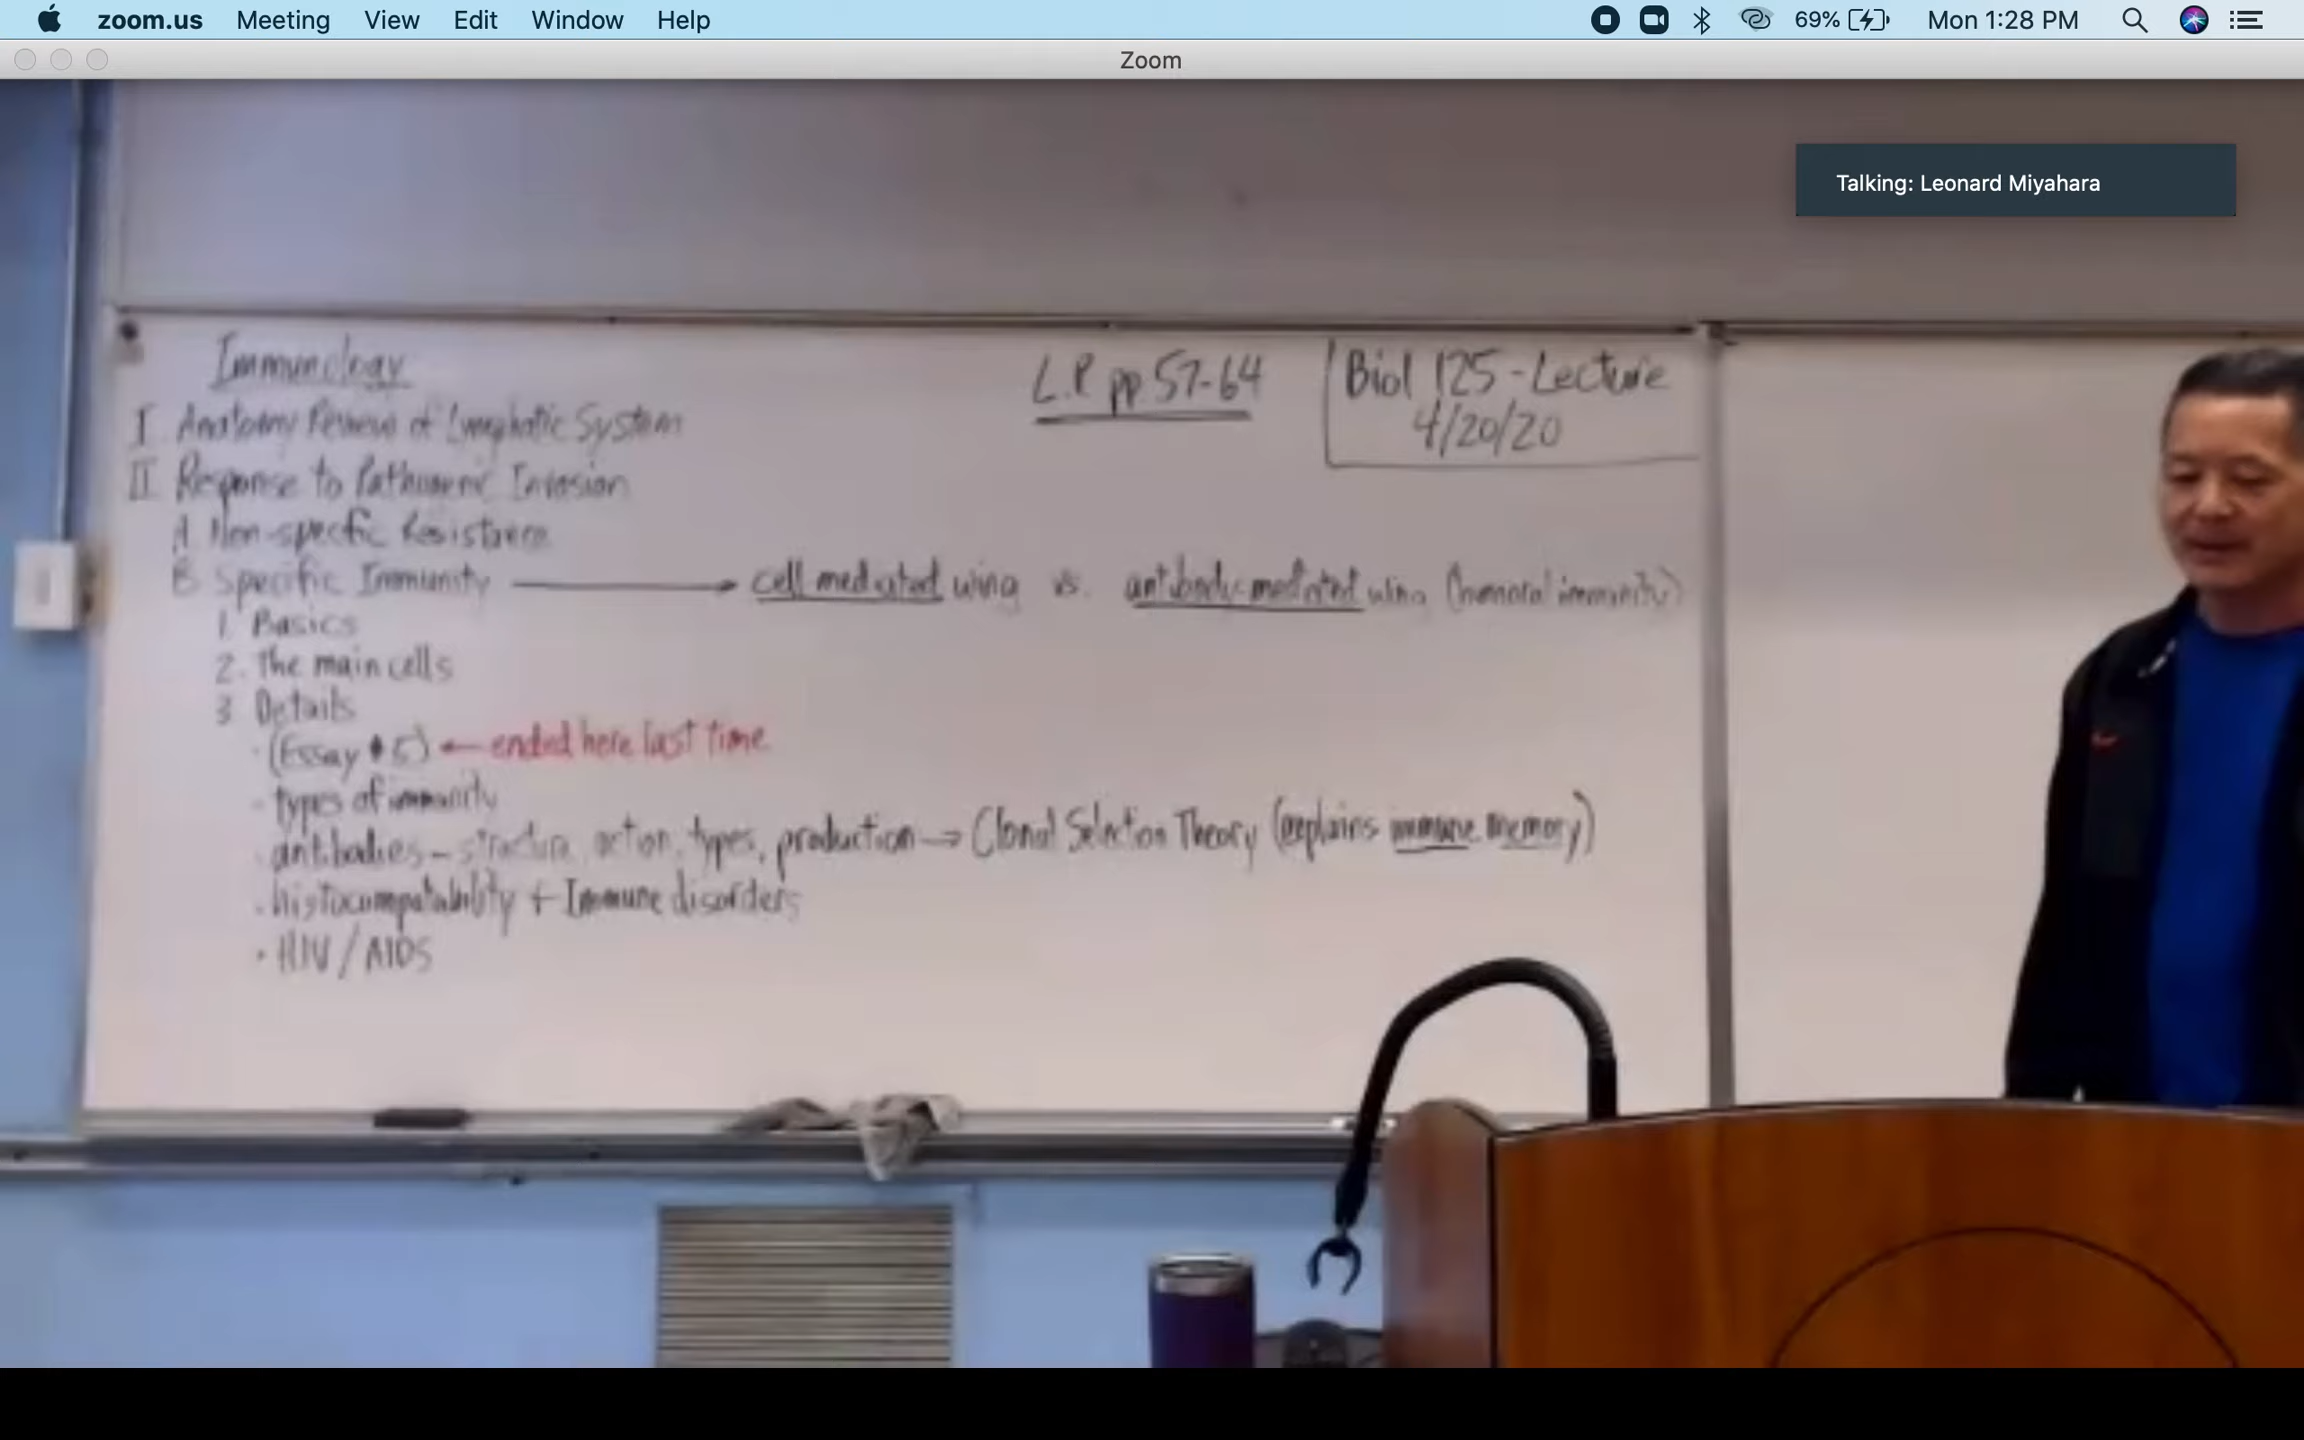 zoom.us Meeting View Edit Window Help 69% Mon 1:28 PM
Zoom
Talking: Leonard Miyahara
Immunology
L.P. pp 57-64
Biol 125 - Lecture
4/20/20
I Anatomy Review of Lymphatic System
II Response to Pathogenic Invasion
A Non-specific Resistance
B Specific Immunity → cell mediated wing vs. antibody-mediated wing (humoral immunity)
1. Basics
2. The main cells
3 Details
· (Essay # 5) ← ended here last time
· types of immunity
· antibodies - structure, action, types, production → Clonal Selection Theory (explains immune memory)
· histocompatability + Immune disorders
· HIV / AIDS